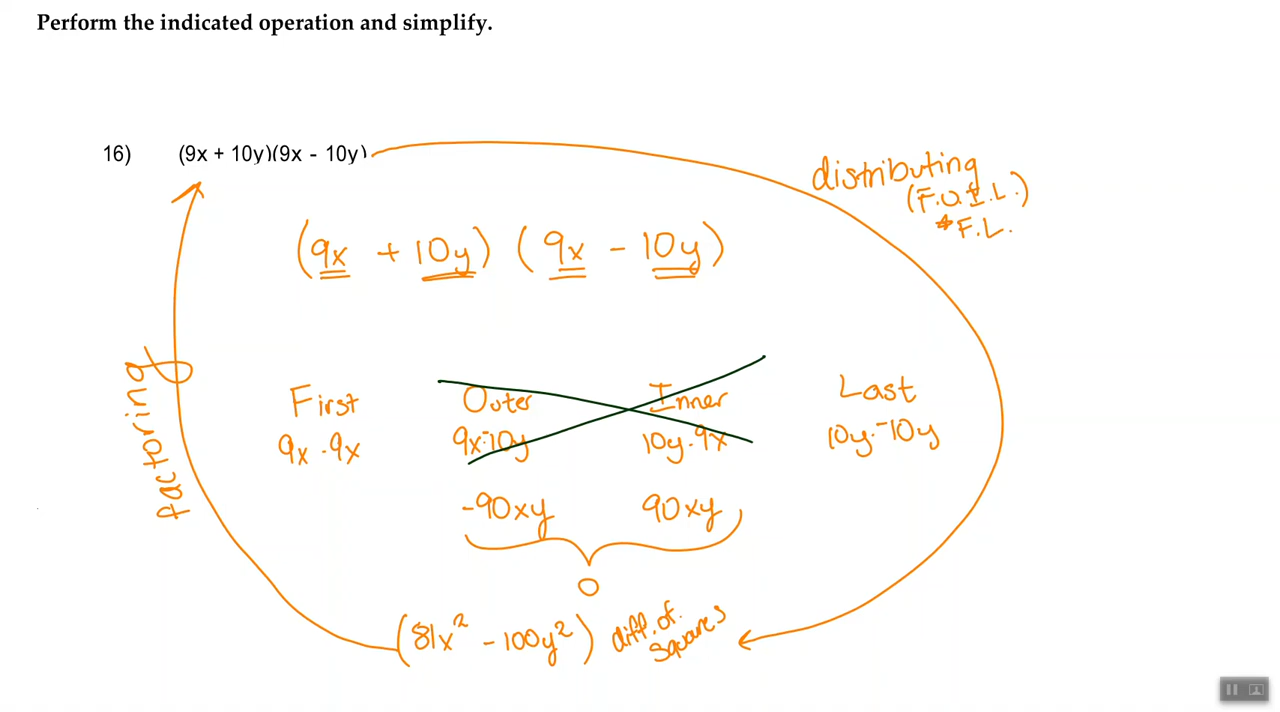 Perform the indicated operation and simplify.
16) (9x + 10y)(9x - 10y)
distributing
(F.O.I.L.)
*F.L.
(9x + 10y) (9x - 10y)
Factoring
First Outer Inner Last
9x · 9x 9x·-10y 10y·9x 10y·-10y
-90xy 90xy
0
(81x² - 100y²) diff. of. squares